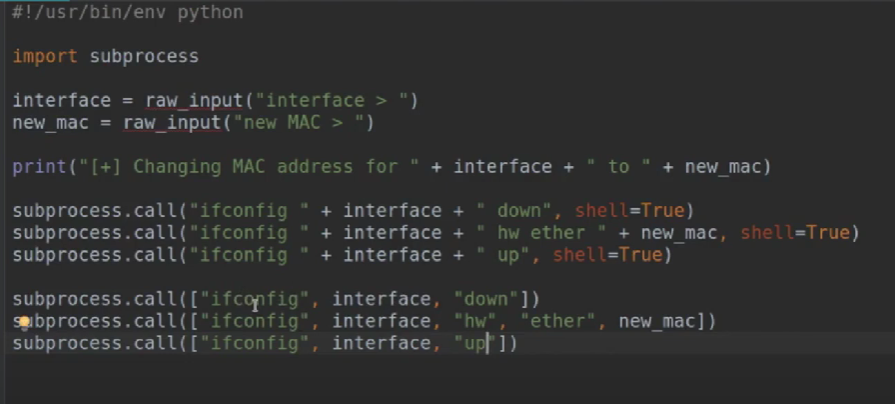 #!/usr/bin/env python
import subprocess
interface = raw_input("interface > ")
new_mac = raw_input("new MAC > ")
print("[+] Changing MAC address for " + interface + " to " + new_mac)
subprocess.call("ifconfig " + interface + " down", shell=True)
subprocess.call("ifconfig " + interface + " hw ether " + new_mac, shell=True)
subprocess.call("ifconfig " + interface + " up", shell=True)
subprocess.call(["ifconfig", interface, "down"])
subprocess.call(["ifconfig", interface, "hw", "ether", new_mac])
subprocess.call(["ifconfig", interface, "up"])